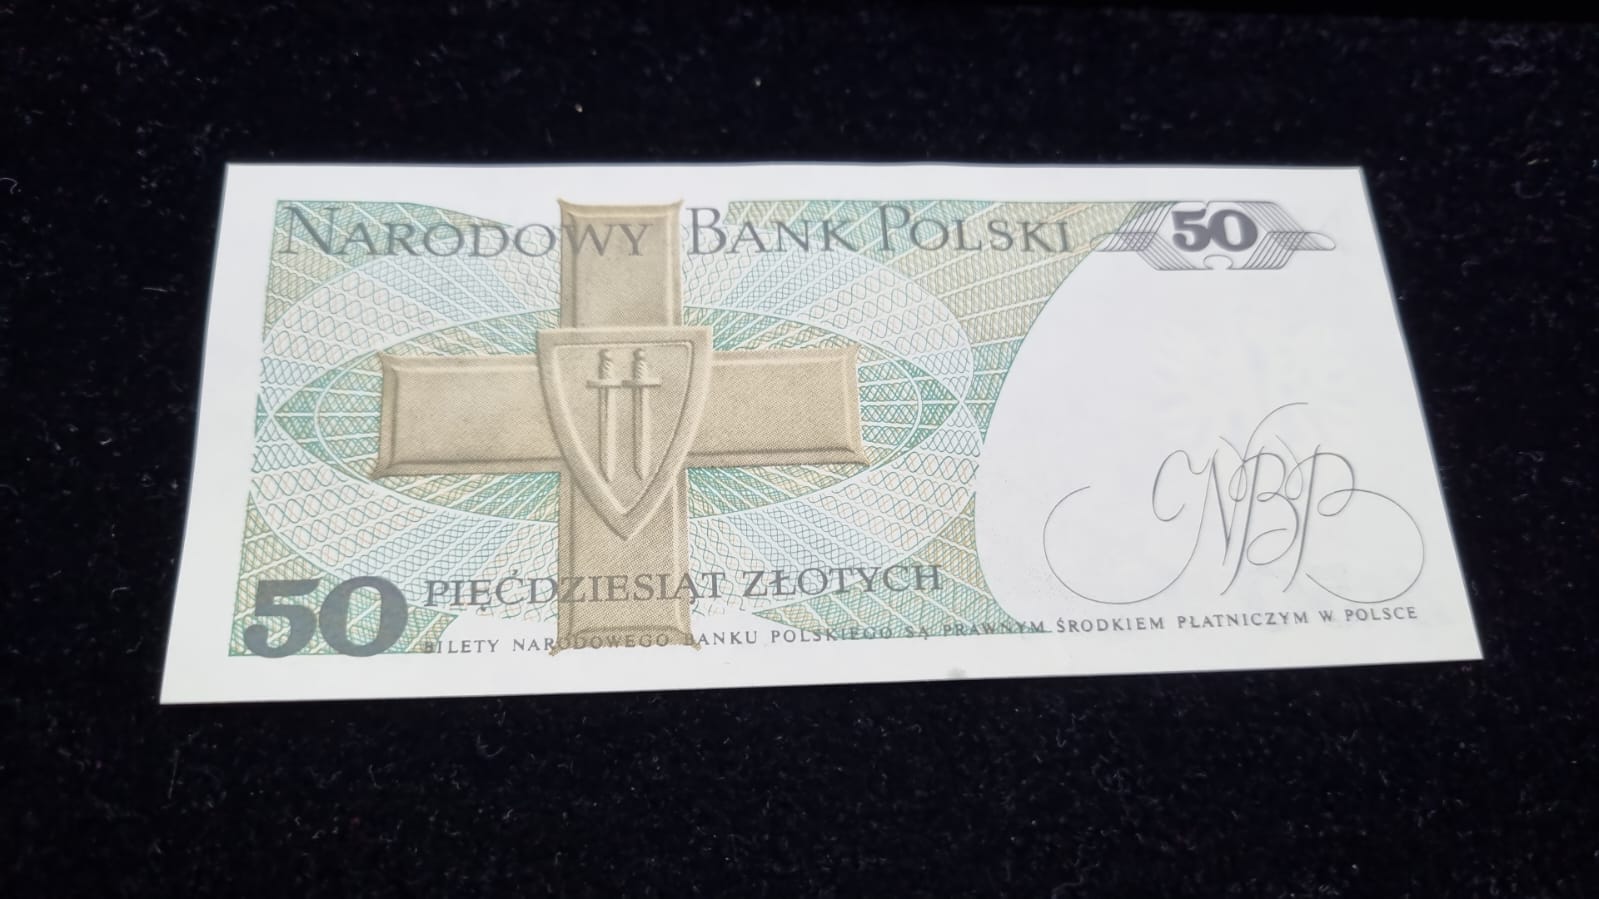 NARODOWY BANK POLSKI 50
NBP
50 PIĘĆDZIESIĄT ZŁOTYCH
BILETY NARODOWEGO BANKU POLSKIEGO SĄ PRAWNYM ŚRODKIEM PŁATNICZYM W POLSCE